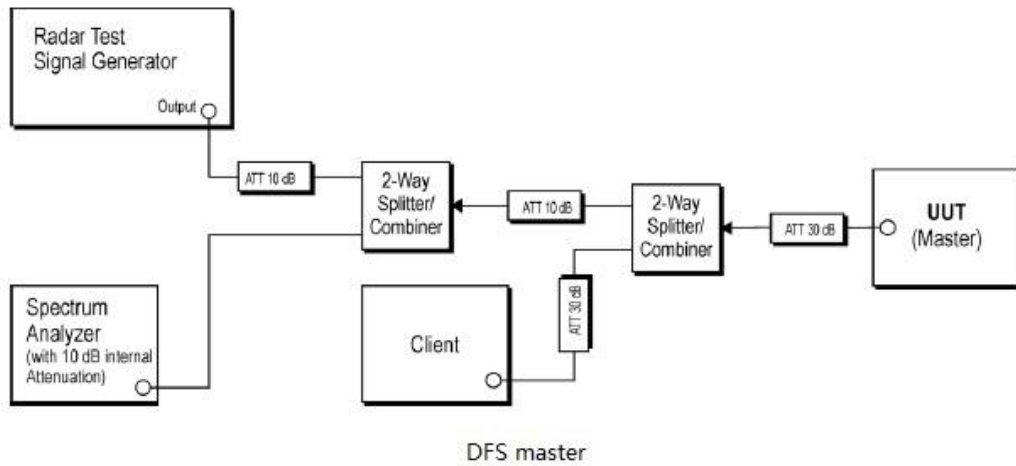 Radar Test
Signal Generator
Output
ATT 10 dB
2-Way
Splitter/
Combiner
ATT 10 dB
2-Way
Splitter/
Combiner
ATT 30 dB
UUT
(Master)
ATT 30 dB
Spectrum
Analyzer
(with 10 dB internal
Attenuation)
Client
DFS master